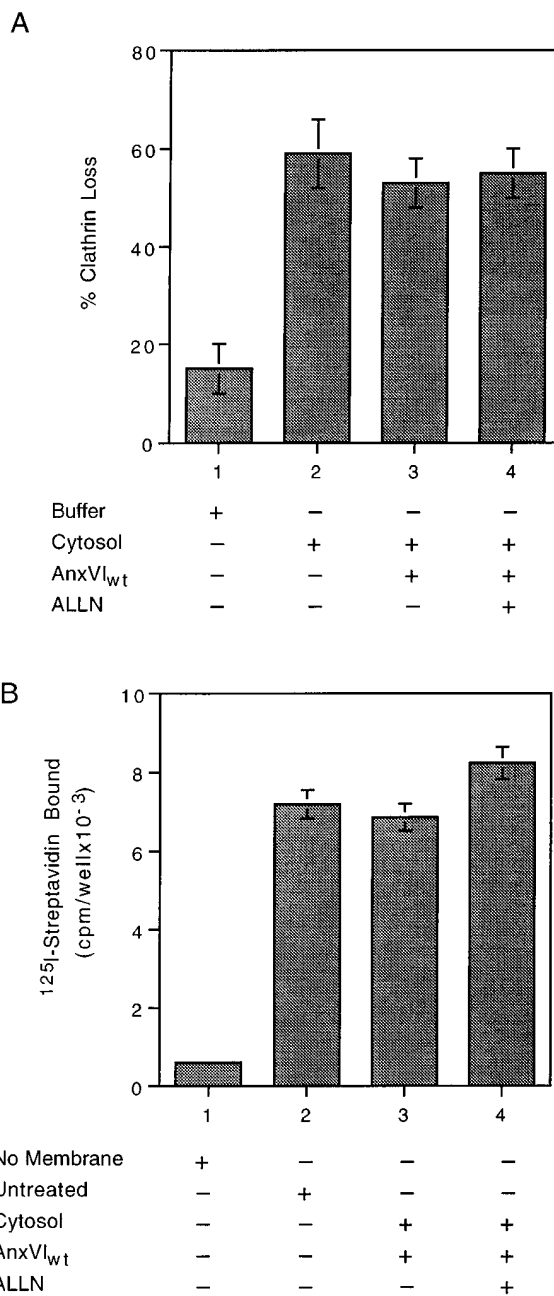 A
80
60
40
20
0
% Clathrin Loss
1 2 3 4
Buffer + − − −
Cytosol − + + +
AnxVIwt − − + +
ALLN − − − +
B
10
8
6
4
2
0
125I-Streptavidin Bound
(cpm/wellx10-3)
1 2 3 4
No Membrane + − − −
Untreated − + − −
Cytosol − − + +
AnxVIwt − − + +
ALLN − − − +